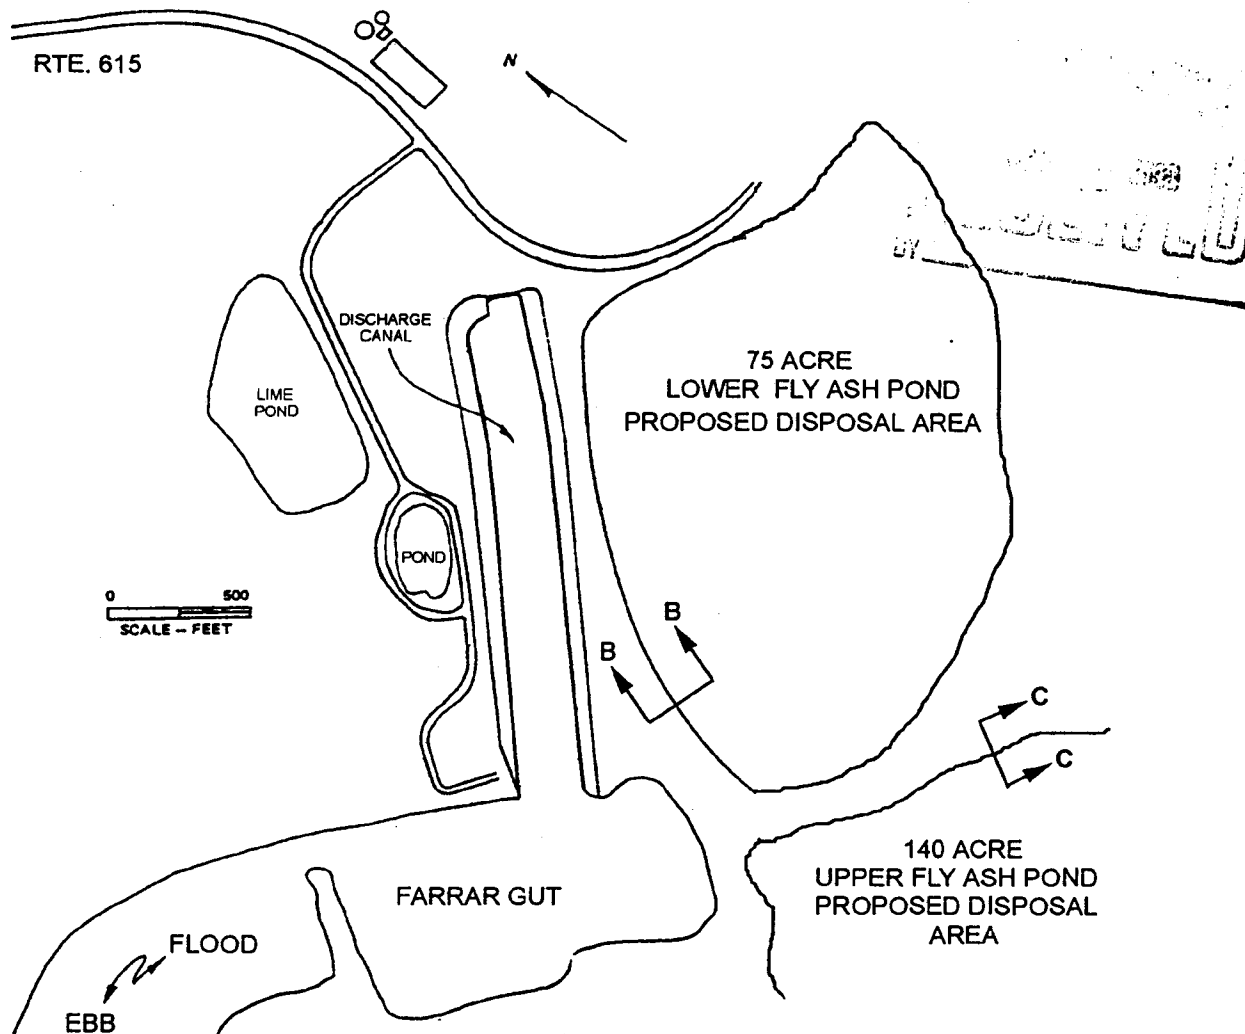 RTE. 615
N
DISCHARGE
CANAL
LIME
POND
75 ACRE
LOWER FLY ASH POND
PROPOSED DISPOSAL AREA
POND
0 500
SCALE - FEET
B
B
C
C
140 ACRE
UPPER FLY ASH POND
PROPOSED DISPOSAL
AREA
FARRAR GUT
FLOOD
EBB
BY